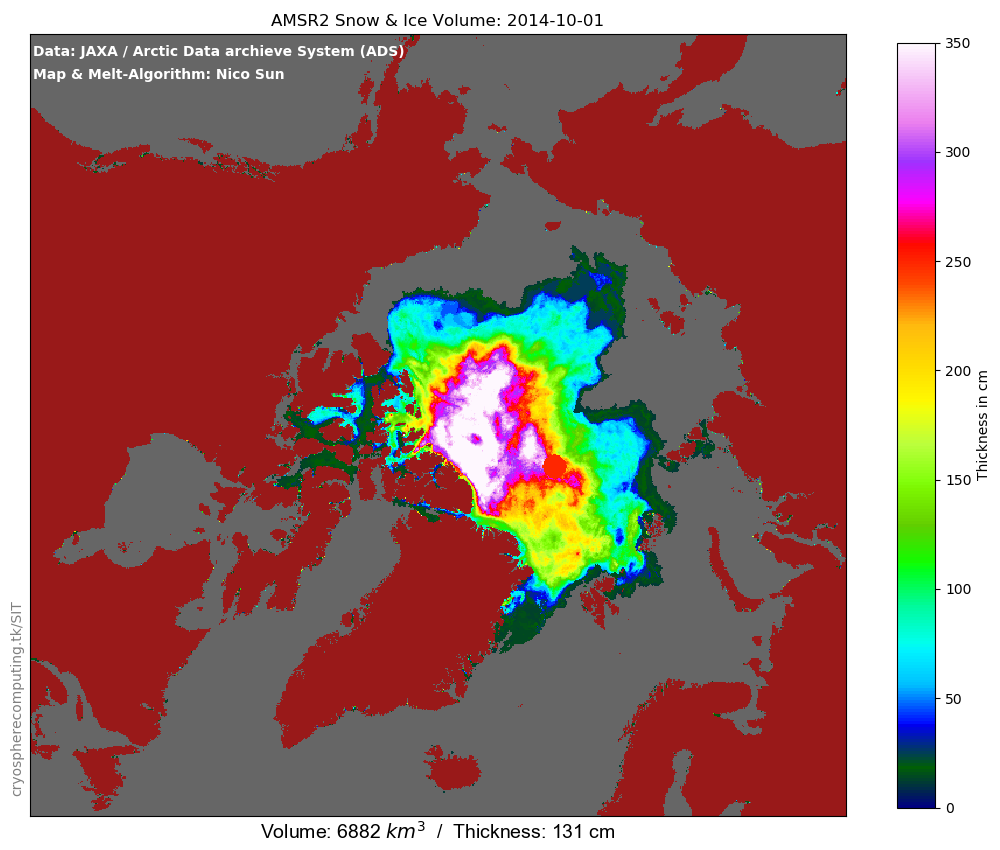 AMSR2 Snow & Ice Volume: 2014-10-01
Data: JAXA / Arctic Data archieve System (ADS)
Map & Melt-Algorithm: Nico Sun
350
300
250
200
150
100
50
0
Thickness in cm
cryospherecomputing.tk/SIT
Volume: 6882 km³ / Thickness: 131 cm